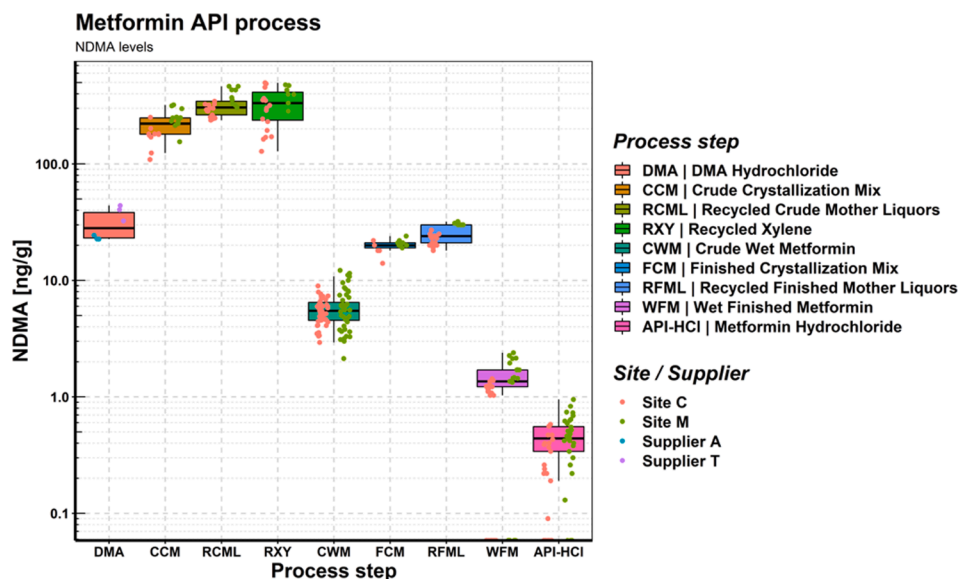 Metformin API process
NDMA levels
NDMA [ng/g]
100.0
10.0
1.0
0.1
DMA CCM RCML RXY CWM FCM RFML WFM API-HCl
Process step
Process step
DMA | DMA Hydrochloride
CCM | Crude Crystallization Mix
RCML | Recycled Crude Mother Liquors
RXY | Recycled Xylene
CWM | Crude Wet Metformin
FCM | Finished Crystallization Mix
RFML | Recycled Finished Mother Liquors
WFM | Wet Finished Metformin
API-HCl | Metformin Hydrochloride
Site / Supplier
Site C
Site M
Supplier A
Supplier T